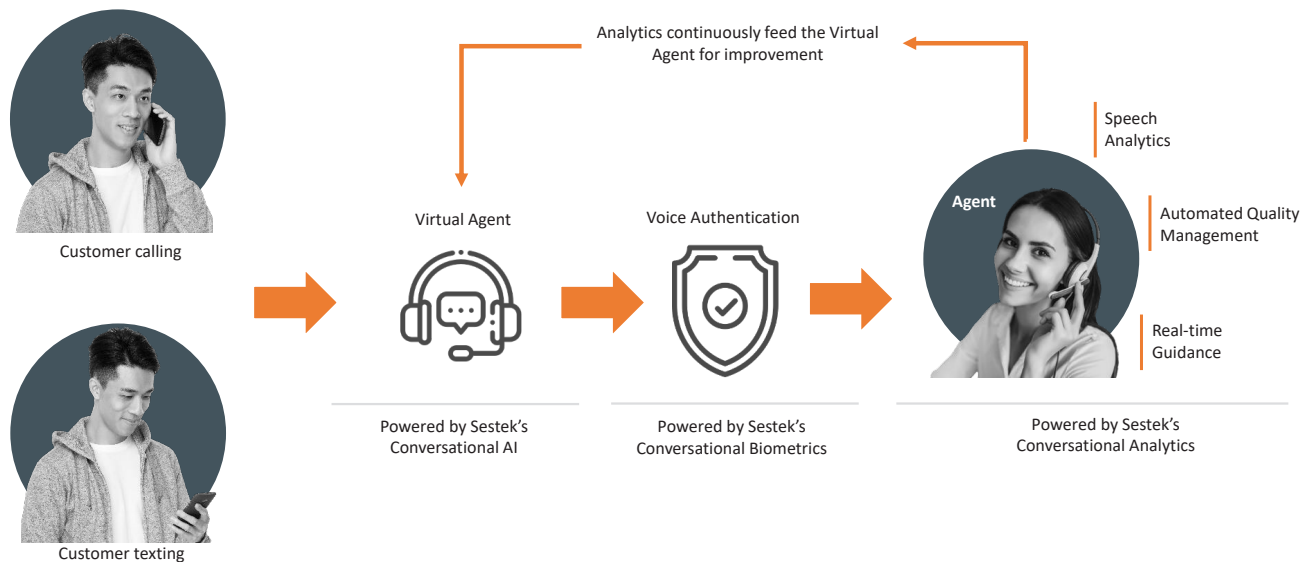 Analytics continuously feed the Virtual
Agent for improvement
Customer calling
Customer texting
Virtual Agent
Powered by Sestek’s
Conversational AI
Voice Authentication
Powered by Sestek’s
Conversational Biometrics
Agent
Speech
Analytics
Automated Quality
Management
Real-time
Guidance
Powered by Sestek’s
Conversational Analytics